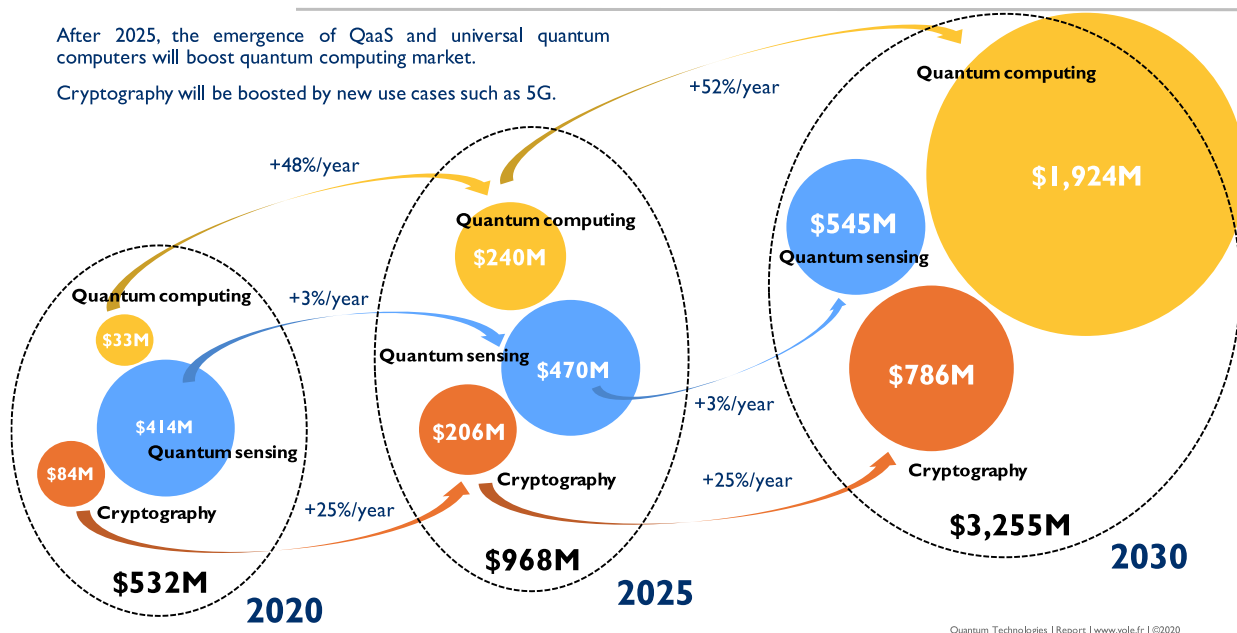 After 2025, the emergence of QaaS and universal quantum
computers will boost quantum computing market.
Cryptography will be boosted by new use cases such as 5G.
+48%/year
+52%/year
Quantum computing
$33M
$414M
Quantum sensing
$84M
Cryptography
$532M
2020
+3%/year
+25%/year
Quantum computing
$240M
Quantum sensing
$470M
$206M
Cryptography
$968M
2025
+3%/year
+25%/year
Quantum computing
$1,924M
$545M
Quantum sensing
$786M
Cryptography
$3,255M
2030
Quantum Technologies | Report | www.yole.fr | ©2020